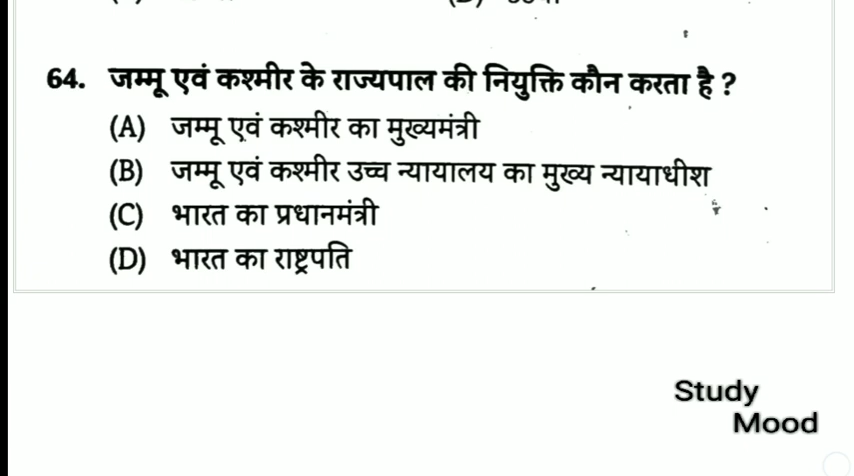 64. जम्मू एवं कश्मीर के राज्यपाल की नियुक्ति कौन करता है ?
(A) जम्मू एवं कश्मीर का मुख्यमंत्री
(B) जम्मू एवं कश्मीर उच्च न्यायालय का मुख्य न्यायाधीश
(C) भारत का प्रधानमंत्री
(D) भारत का राष्ट्रपति
Study
Mood